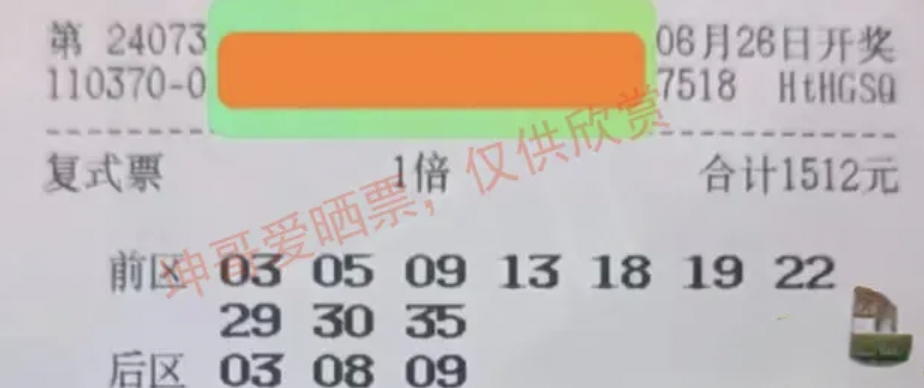 第 24073 06月26日开奖
110370-0 7518 HtHGSQ
复式票 1倍 合计1512元
坤哥爱晒票，仅供欣赏
前区 03 05 09 13 18 19 22
29 30 35
后区 03 08 09